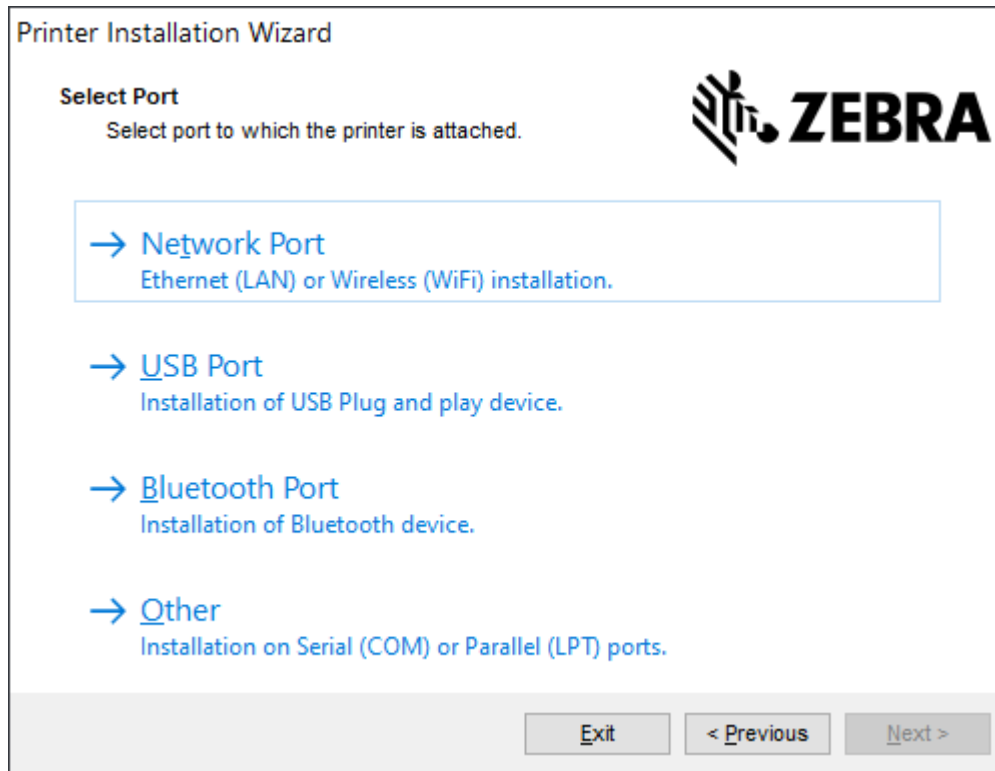 Printer Installation Wizard
Select Port
Select port to which the printer is attached.
ZEBRA
Network Port
Ethernet (LAN) or Wireless (WiFi) installation.
USB Port
Installation of USB Plug and play device.
Bluetooth Port
Installation of Bluetooth device.
Other
Installation on Serial (COM) or Parallel (LPT) ports.
Exit
< Previous
Next >